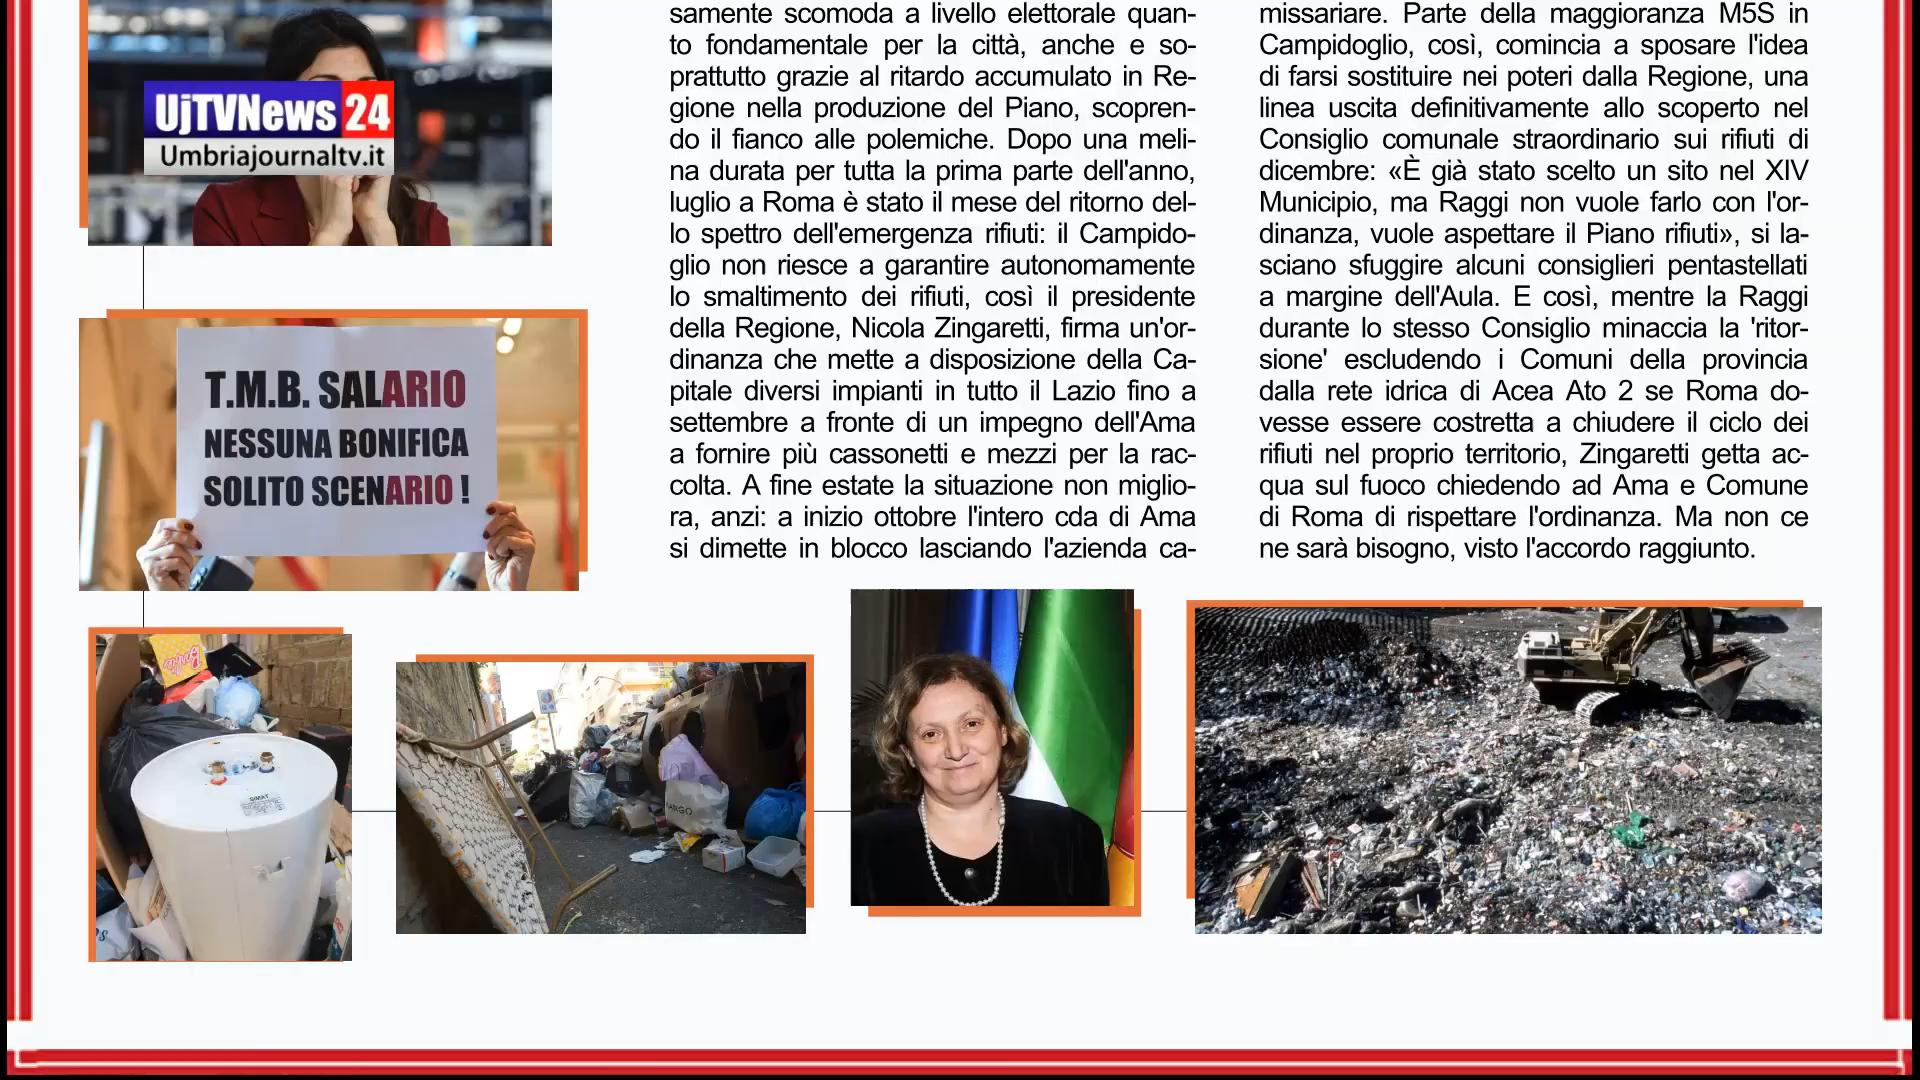 UjTVNews 24
Umbriajournaltv.it
T.M.B. SALARIO
NESSUNA BONIFICA
SOLITO SCENARIO !
samente scomoda a livello elettorale quan-
to fondamentale per la città, anche e so-
prattutto grazie al ritardo accumulato in Re-
gione nella produzione del Piano, scopren-
do il fianco alle polemiche. Dopo una meli-
na durata per tutta la prima parte dell'anno,
luglio a Roma è stato il mese del ritorno del-
lo spettro dell'emergenza rifiuti: il Campido-
glio non riesce a garantire autonomamente
lo smaltimento dei rifiuti, così il presidente
della Regione, Nicola Zingaretti, firma un'or-
dinanza che mette a disposizione della Ca-
pitale diversi impianti in tutto il Lazio fino a
settembre a fronte di un impegno dell'Ama
a fornire più cassonetti e mezzi per la rac-
colta. A fine estate la situazione non miglio-
ra, anzi: a inizio ottobre l'intero cda di Ama
si dimette in blocco lasciando l'azienda ca-
missariare. Parte della maggioranza M5S in
Campidoglio, così, comincia a sposare l'idea
di farsi sostituire nei poteri dalla Regione, una
linea uscita definitivamente allo scoperto nel
Consiglio comunale straordinario sui rifiuti di
dicembre: «È già stato scelto un sito nel XIV
Municipio, ma Raggi non vuole farlo con l'or-
dinanza, vuole aspettare il Piano rifiuti», si la-
sciano sfuggire alcuni consiglieri pentastellati
a margine dell'Aula. E così, mentre la Raggi
durante lo stesso Consiglio minaccia la 'ritor-
sione' escludendo i Comuni della provincia
dalla rete idrica di Acea Ato 2 se Roma do-
vesse essere costretta a chiudere il ciclo dei
rifiuti nel proprio territorio, Zingaretti getta ac-
qua sul fuoco chiedendo ad Ama e Comune
di Roma di rispettare l'ordinanza. Ma non ce
ne sarà bisogno, visto l'accordo raggiunto.
Barbie
SIMAT